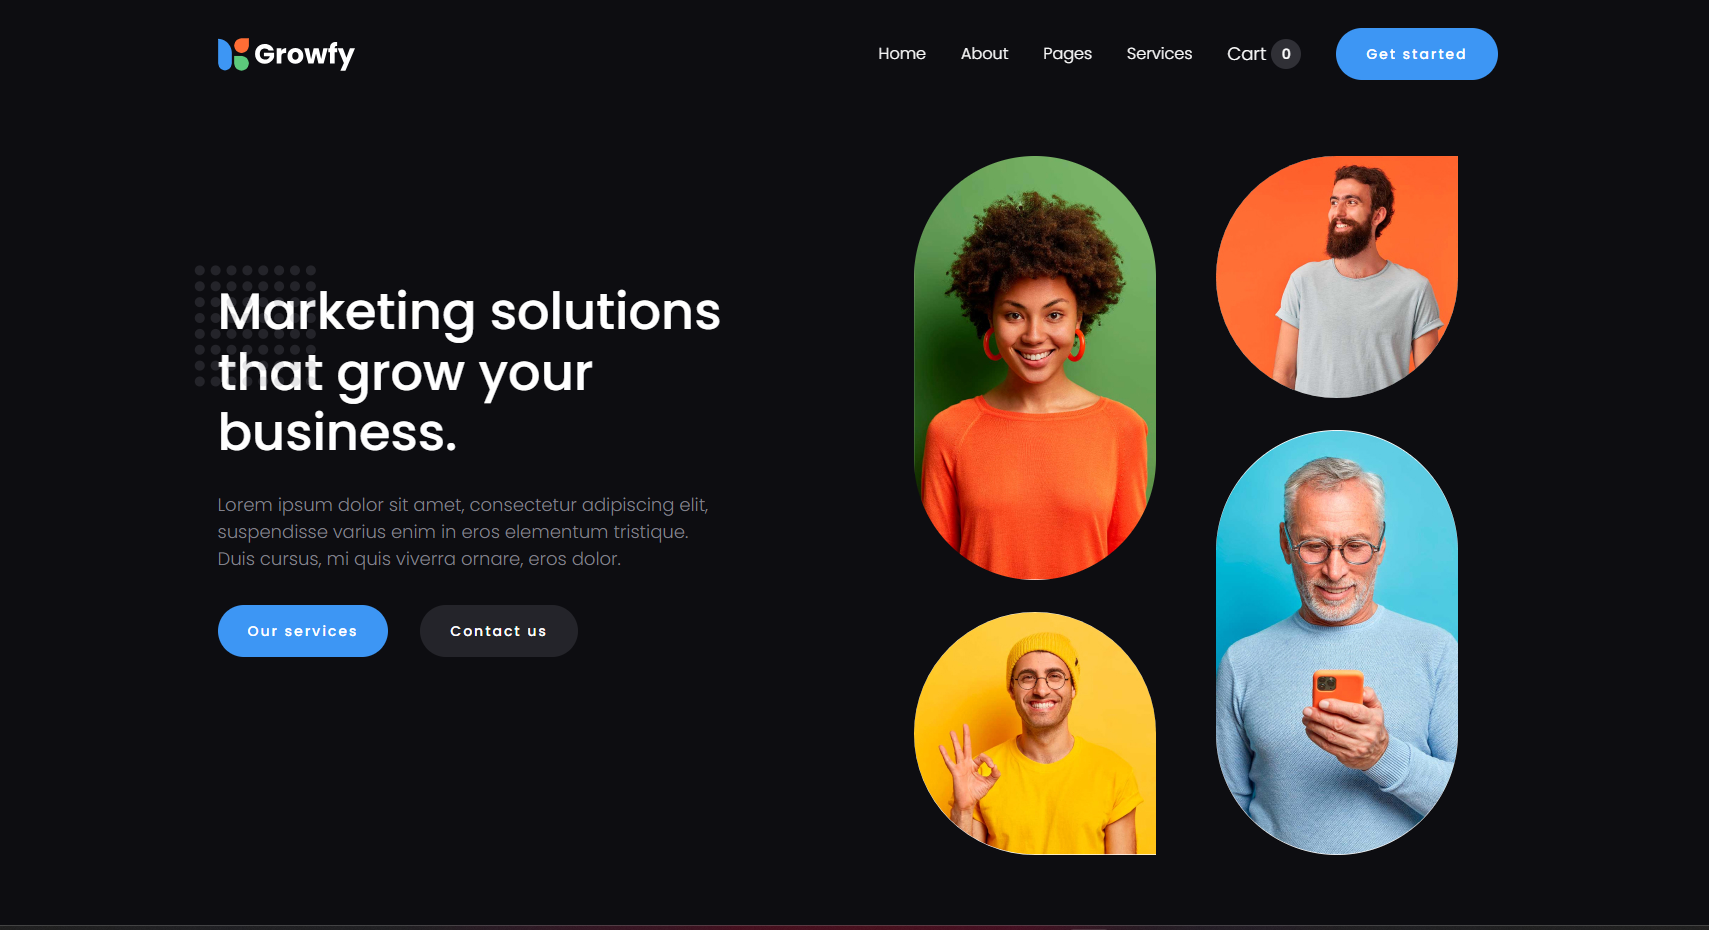 Growfy
Home
About
Pages
Services
Cart 0
Get started
Marketing solutions
that grow your
business.
Lorem ipsum dolor sit amet, consectetur adipiscing elit,
suspendisse varius enim in eros elementum tristique.
Duis cursus, mi quis viverra ornare, eros dolor.
Our services
Contact us